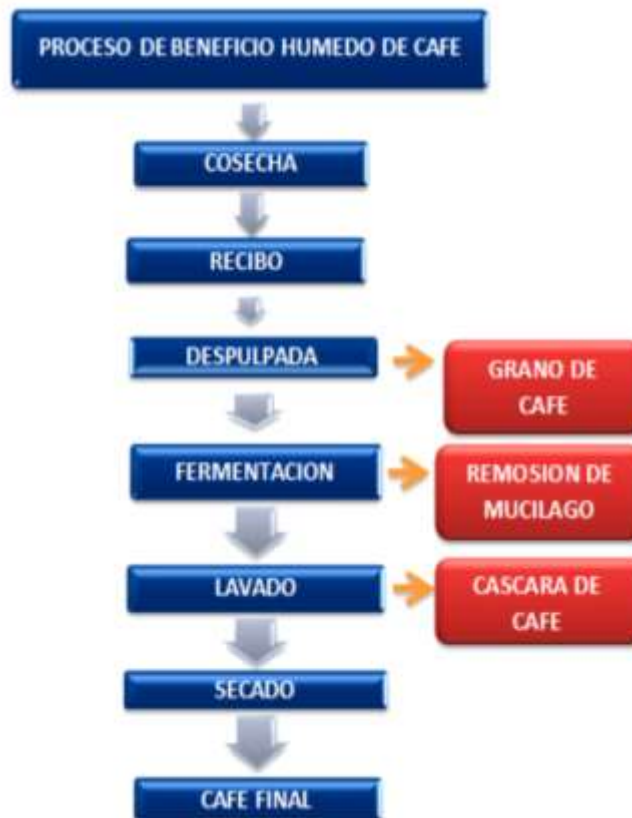 PROCESO DE BENEFICIO HUMEDO DE CAFE
COSECHA
RECIBO
DESPULPADA
GRANO DE
CAFE
FERMENTACION
REMOSION DE
MUCILAGO
LAVADO
CASCARA DE
CAFE
SECADO
CAFE FINAL